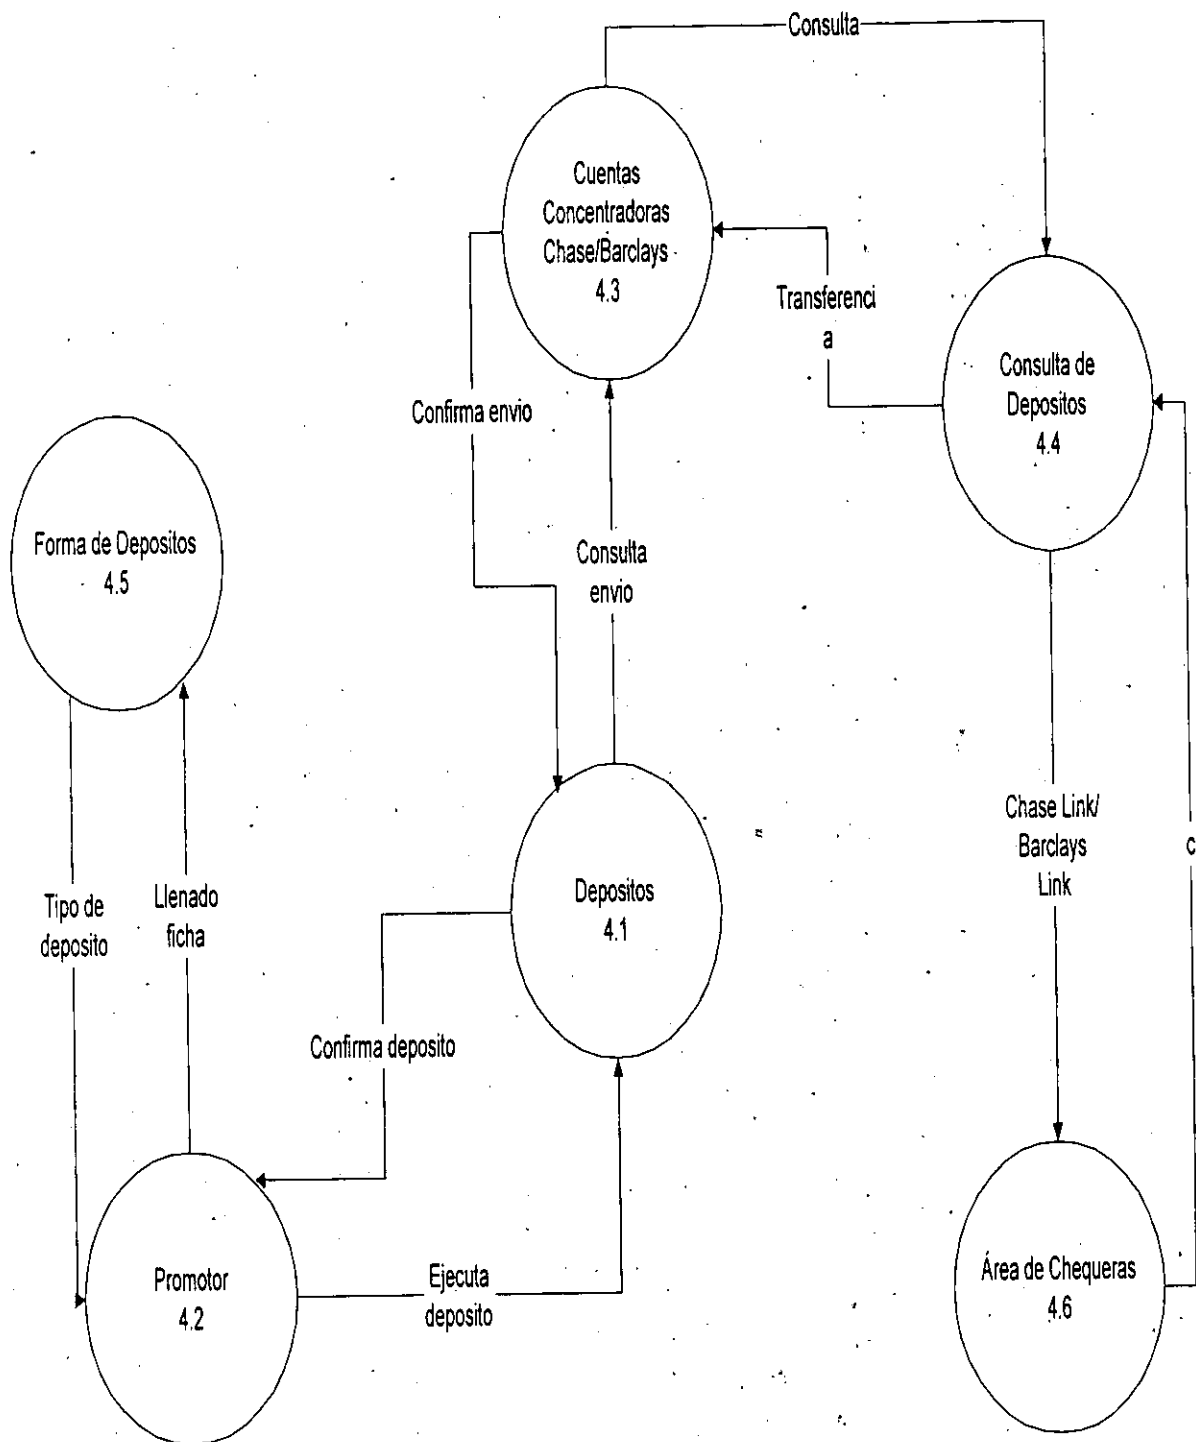 Consulta
Cuentas
Concentradoras
Chase/Barclays
4.3
Transferenci
a
Consulta de
Depositos
4.4
Confirma envio
Forma de Depositos
4.5
Consulta
envio
Chase Link/
Barclays
Link
c
Depositos
4.1
Tipo de
deposito
Llenado
ficha
Confirma deposito
Promotor
4.2
Ejecuta
deposito
Área de Chequeras
4.6